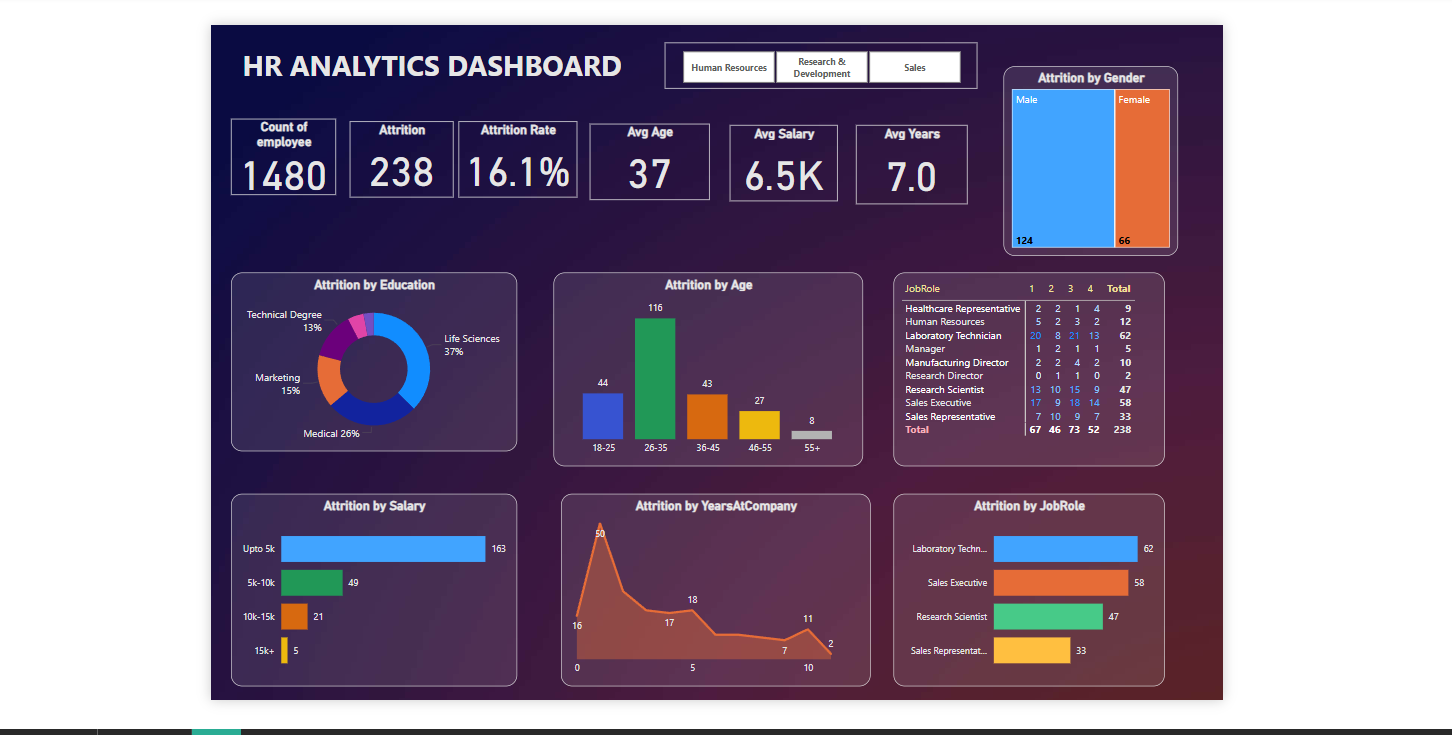 HR ANALYTICS DASHBOARD
Human Resources
Research &
Development
Sales
Attrition by Gender
Male
Female
124
66
Count of
employee
1480
Attrition
238
Attrition Rate
16.1%
Avg Age
37
Avg Salary
6.5K
Avg Years
7.0
Attrition by Education
Technical Degree
13%
Life Sciences
37%
Marketing
15%
Medical 26%
Attrition by Age
116
44
43
27
8
18-25 26-35 36-45 46-55 55+
JobRole 1 2 3 4 Total
Healthcare Representative 2 2 1 4 9
Human Resources 5 2 3 2 12
Laboratory Technician 20 8 21 13 62
Manager 1 2 1 1 5
Manufacturing Director 2 2 4 2 10
Research Director 0 1 1 0 2
Research Scientist 13 10 15 9 47
Sales Executive 17 9 18 14 58
Sales Representative 7 10 9 7 33
Total 67 46 73 52 238
Attrition by Salary
Upto 5k 163
5k-10k 49
10k-15k 21
15k+ 5
Attrition by YearsAtCompany
50
18
16
17
11
7
2
0 5 10
Attrition by JobRole
Laboratory Techn... 62
Sales Executive 58
Research Scientist 47
Sales Representat... 33